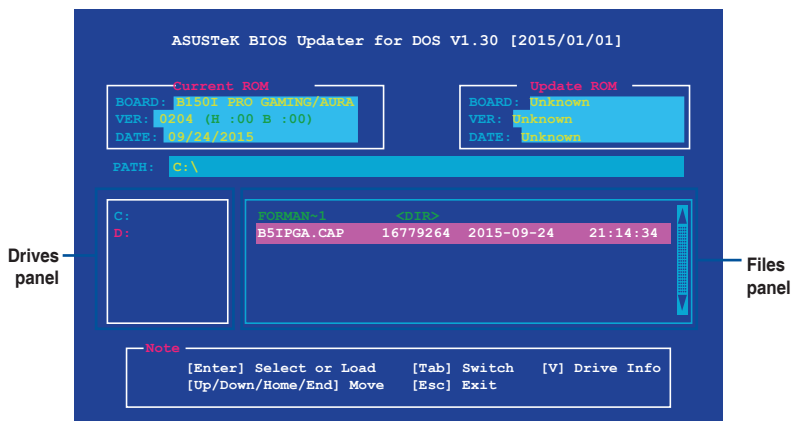 ASUSTeK BIOS Updater for DOS V1.30 [2015/01/01]
Current ROM
BOARD: B150I PRO GAMING/AURA
VER: 0204 (H :00 B :00)
DATE: 09/24/2015
Update ROM
BOARD: Unknown
VER: Unknown
DATE: Unknown
PATH: C:\
C:
D:
FORMAN~1 <DIR>
B5IPGA.CAP 16779264 2015-09-24 21:14:34
Drives
panel
Files
panel
Note
[Enter] Select or Load [Tab] Switch [V] Drive Info
[Up/Down/Home/End] Move [Esc] Exit